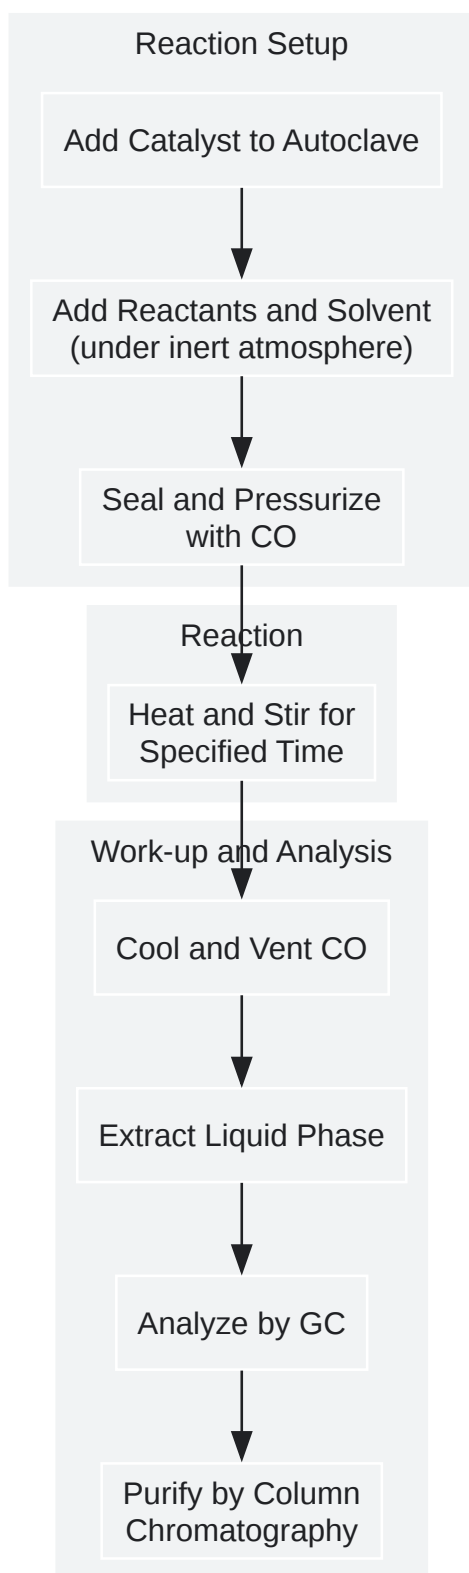 Reaction Setup
Add Catalyst to Autoclave
Add Reactants and Solvent
(under inert atmosphere)
Seal and Pressurize
with CO
Reaction
Heat and Stir for
Specified Time
Work-up and Analysis
Cool and Vent CO
Extract Liquid Phase
Analyze by GC
Purify by Column
Chromatography